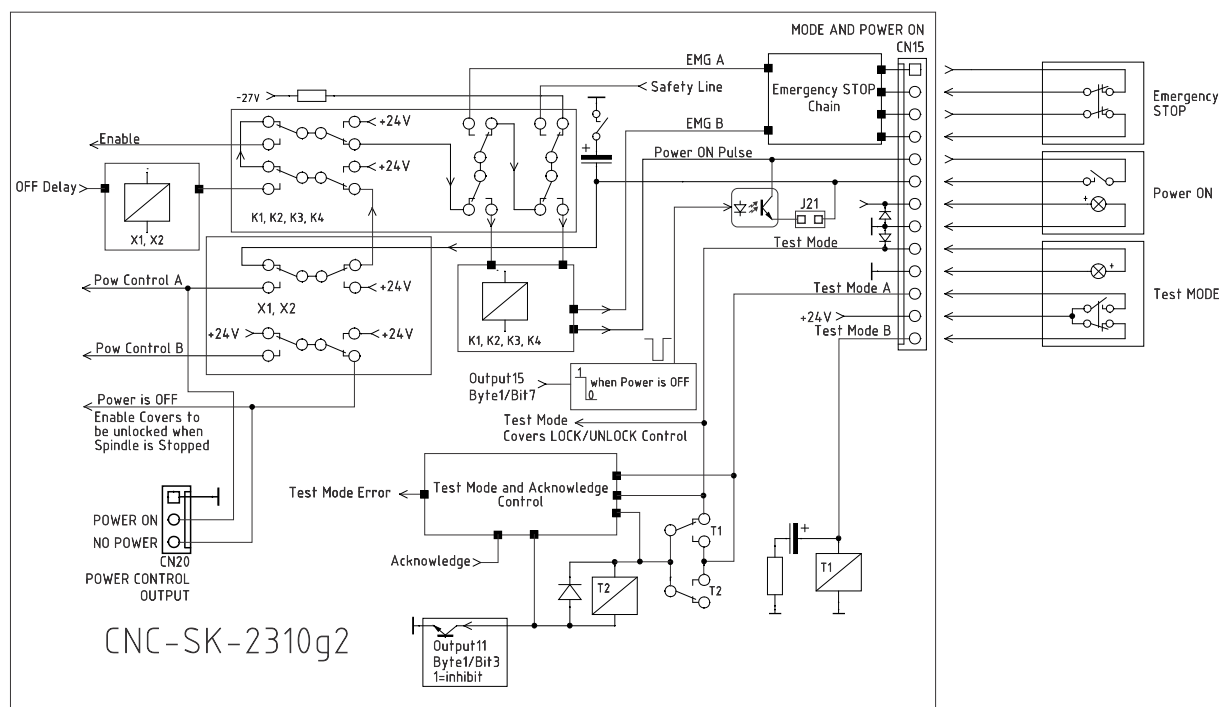 MODE AND POWER ON
CN15
EMG A
Emergency STOP
Chain
Safety Line
-27V
EMG B
Emergency
STOP
+24V
Enable
Power ON Pulse
+24V
OFF Delay
J21
Power ON
X1, X2
K1, K2, K3, K4
Test Mode
Pow Control A
+24V
X1, X2
Test Mode A
Test MODE
+24V
+24V
+24V
Test Mode B
K1, K2, K3, K4
Pow Control B
Output15
Byte1/Bit7
1
0
when Power is OFF
Power is OFF
Enable Covers to
be unlocked when
Spindle is Stopped
Test Mode
Covers LOCK/UNLOCK Control
Test Mode Error
Test Mode and Acknowledge
Control
POWER ON
NO POWER
CN20
POWER CONTROL
OUTPUT
Acknowledge
T1
T2
T2
T1
CNC-SK-2310g2
Output11
Byte1/Bit3
1=inhibit